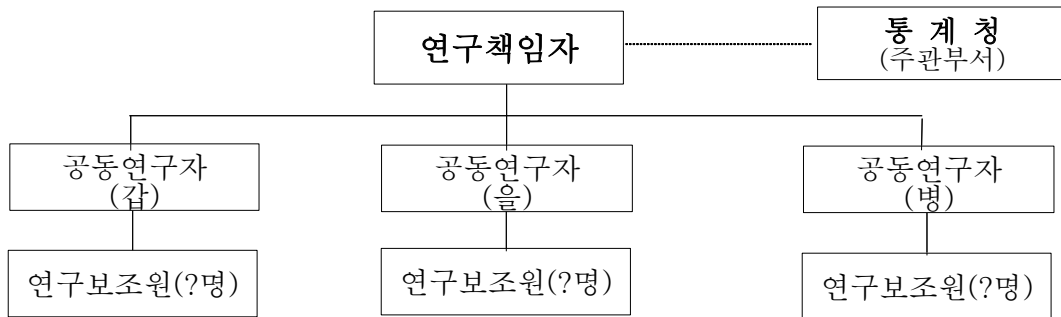 연구책임자
통 계 청
(주관부서)
공동연구자
(갑)
공동연구자
(을)
공동연구자
(병)
연구보조원(?명)
연구보조원(?명)
연구보조원(?명)